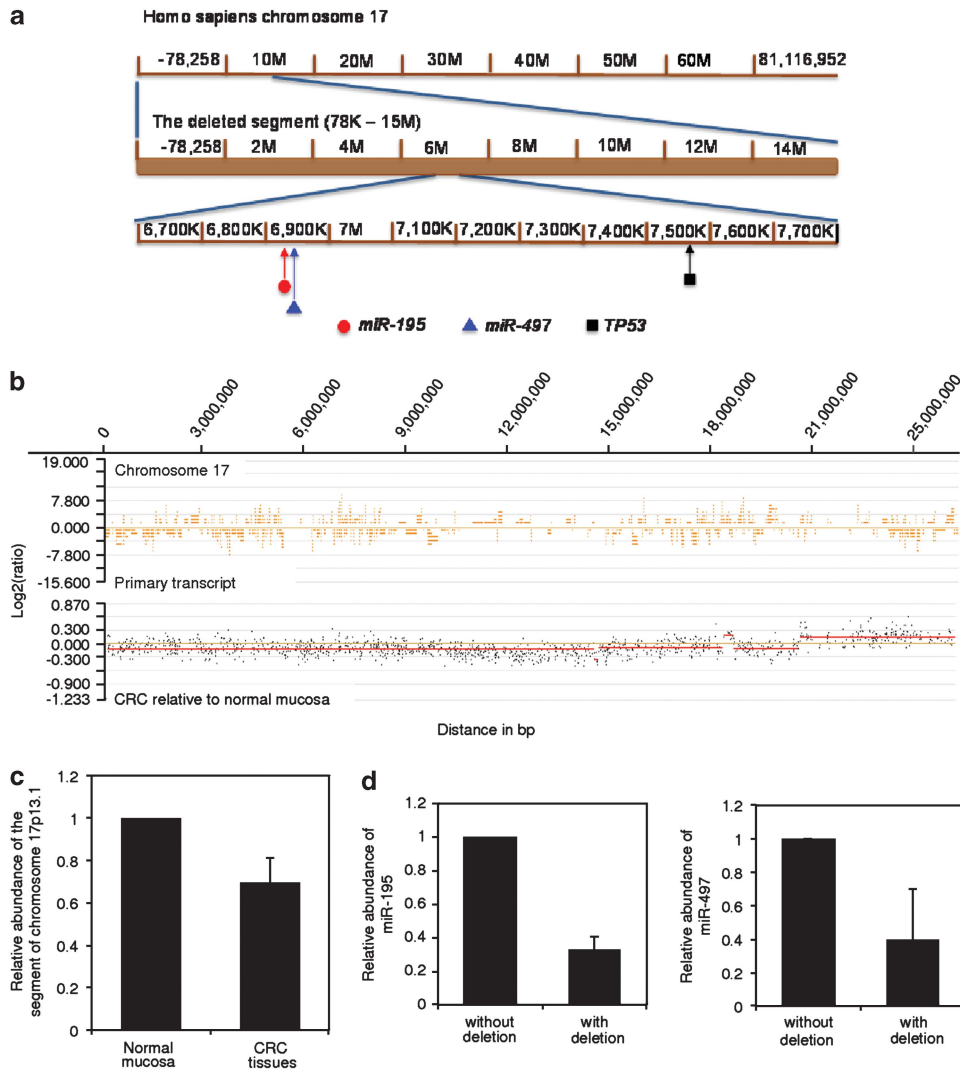 a
Homo sapiens chromosome 17
-78,258 10M 20M 30M 40M 50M 60M 81,116,952
The deleted segment (78K – 15M)
-78,258 2M 4M 6M 8M 10M 12M 14M
6,700K 6,800K 6,900K 7M 7,100K 7,200K 7,300K 7,400K 7,500K 7,600K 7,700K
miR-195 miR-497 TP53
b
0 3,000,000 6,000,000 9,000,000 12,000,000 15,000,000 18,000,000 21,000,000 25,000,000
Log2(ratio)
19.000
Chromosome 17
7.800
0.000
-7.800
-15.600
Primary transcript
0.870
0.300
0.000
-0.300
-0.900
-1.233
CRC relative to normal mucosa
Distance in bp
c
Relative abundance of the
segment of chromosome 17p13.1
1.2
1
0.8
0.6
0.4
0.2
0
Normal
mucosa
CRC
tissues
d
Relative abundance of
miR-195
1.2
1
0.8
0.6
0.4
0.2
0
without
deletion
with
deletion
Relative abundance of
miR-497
1.2
1
0.8
0.6
0.4
0.2
0
without
deletion
with
deletion